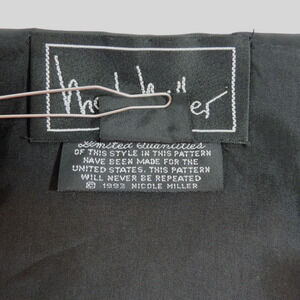 Limited Quantities
OF THIS STYLE IN THIS PATTERN
HAVE BEEN MADE FOR THE
UNITED STATES. THIS PATTERN
WILL NEVER BE REPEATED
© 1993 NICOLE MILLER